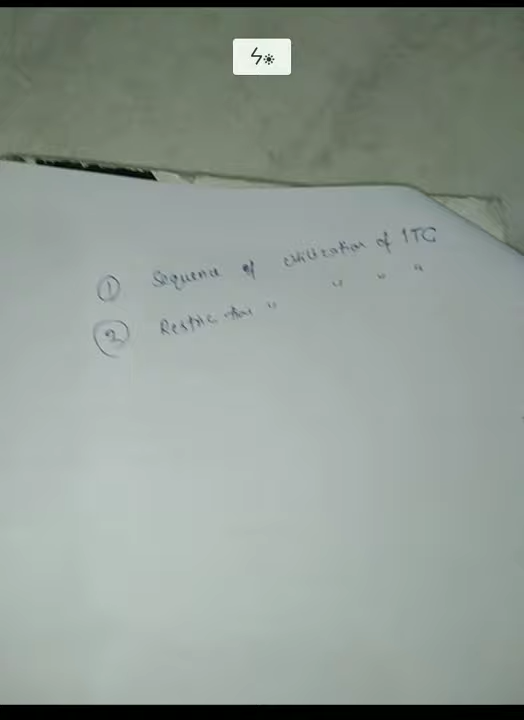 ① Sequence of utilization of ITC
② Restriction " " " "